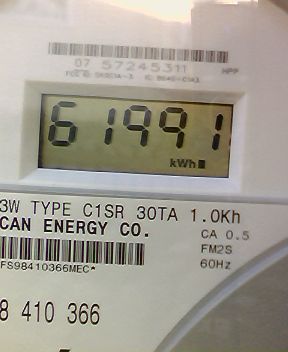 07 57245311 HPP
61991
kWh
3W TYPE C1SR 30TA 1.0Kh
CAN ENERGY CO.
CA 0.5
FM2S
FS98410366MEC*
60Hz
8 410 366